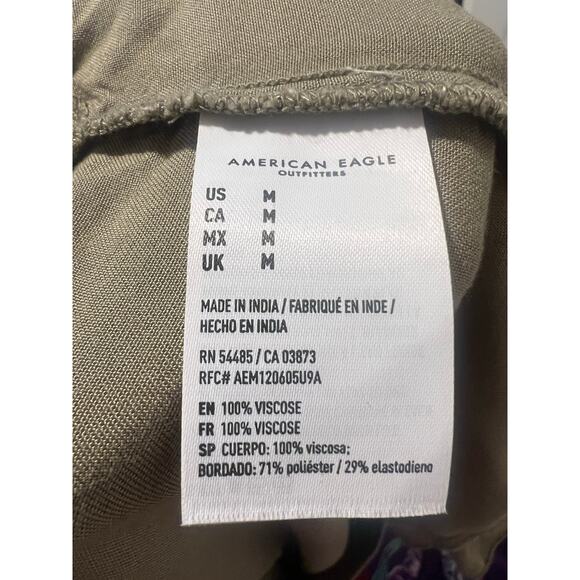 AMERICAN EAGLE
OUTFITTERS
US M
CA M
MX M
UK M
MADE IN INDIA / FABRIQUÉ EN INDE /
HECHO EN INDIA
RN 54485 / CA 03873
RFC# AEM120605U9A
EN 100% VISCOSE
FR 100% VISCOSE
SP CUERPO: 100% viscosa;
BORDADO: 71% poliéster / 29% elastodieno